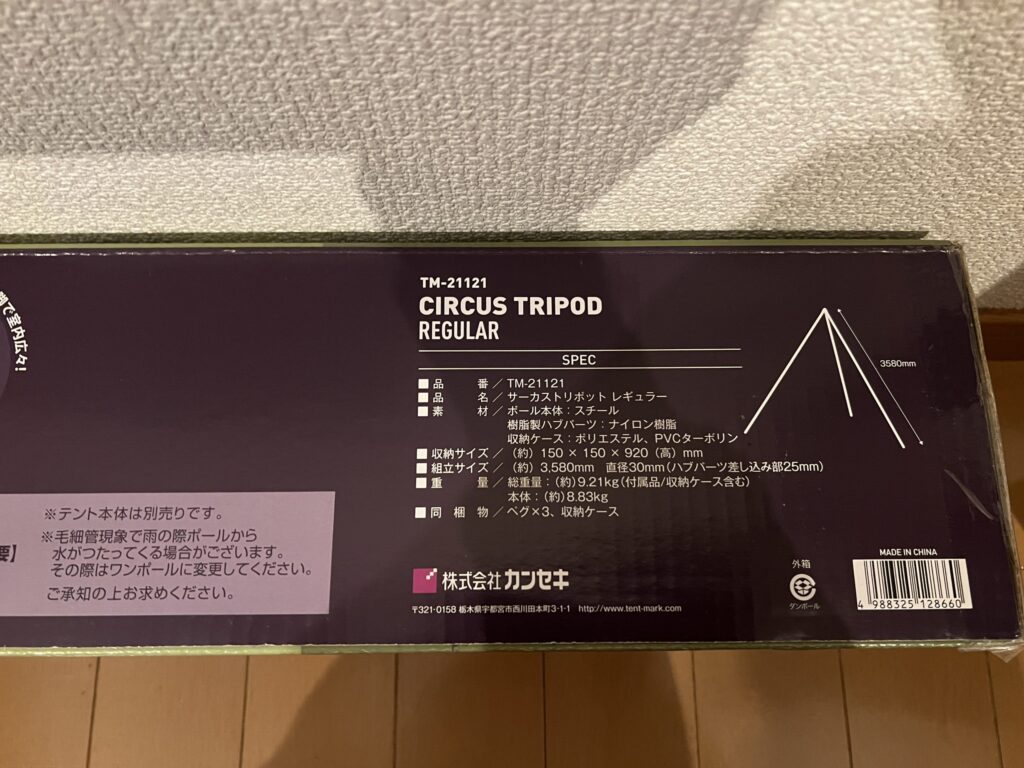 で室内広々!
TM-21121
CIRCUS TRIPOD
REGULAR
SPEC
■品　　番／TM-21121
■品　　名／サーカストリポット レギュラー
■素　　材／ポール本体：スチール
樹脂製ハブパーツ：ナイロン樹脂
収納ケース：ポリエステル、PVCターポリン
■収納サイズ／（約）150 × 150 × 920（高）mm
■組立サイズ／（約）3,580mm　直径30mm（ハブパーツ差し込み部25mm）
■重　　量／総重量：（約）9.21kg（付属品/収納ケース含む）
本体：（約）8.83kg
■同 梱 物／ペグ×3、収納ケース
3580mm
要】
※テント本体は別売りです。
※毛細管現象で雨の際ポールから
水がつたってくる場合がございます。
その際はワンポールに変更してください。
ご承知の上お求めください。
株式会社 カンセキ
〒321-0158 栃木県宇都宮市西川田本町3-1-1　http://www.tent-mark.com
外箱
ダンボール
MADE IN CHINA
4 988325 128660